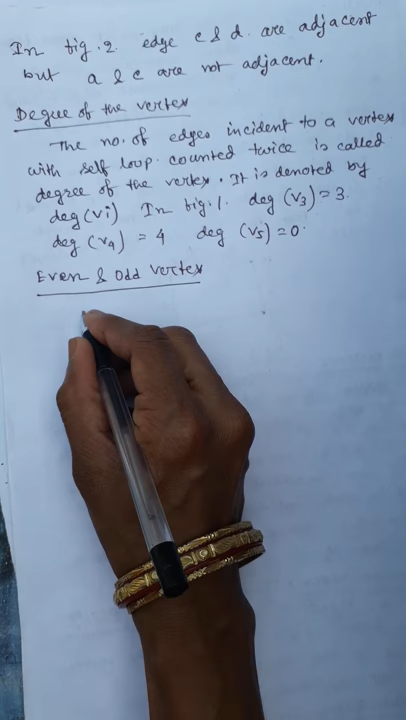 In fig. 2 edge c & d are adjacent
but a & c are not adjacent.
Degree of the vertex
The no. of edges incident to a vertex
with self loop counted twice is called
degree of the vertex. It is denoted by
deg (vi) In fig. 1. deg (v3) = 3.
deg (v4) = 4 deg (v5) = 0.
Even & Odd vertex